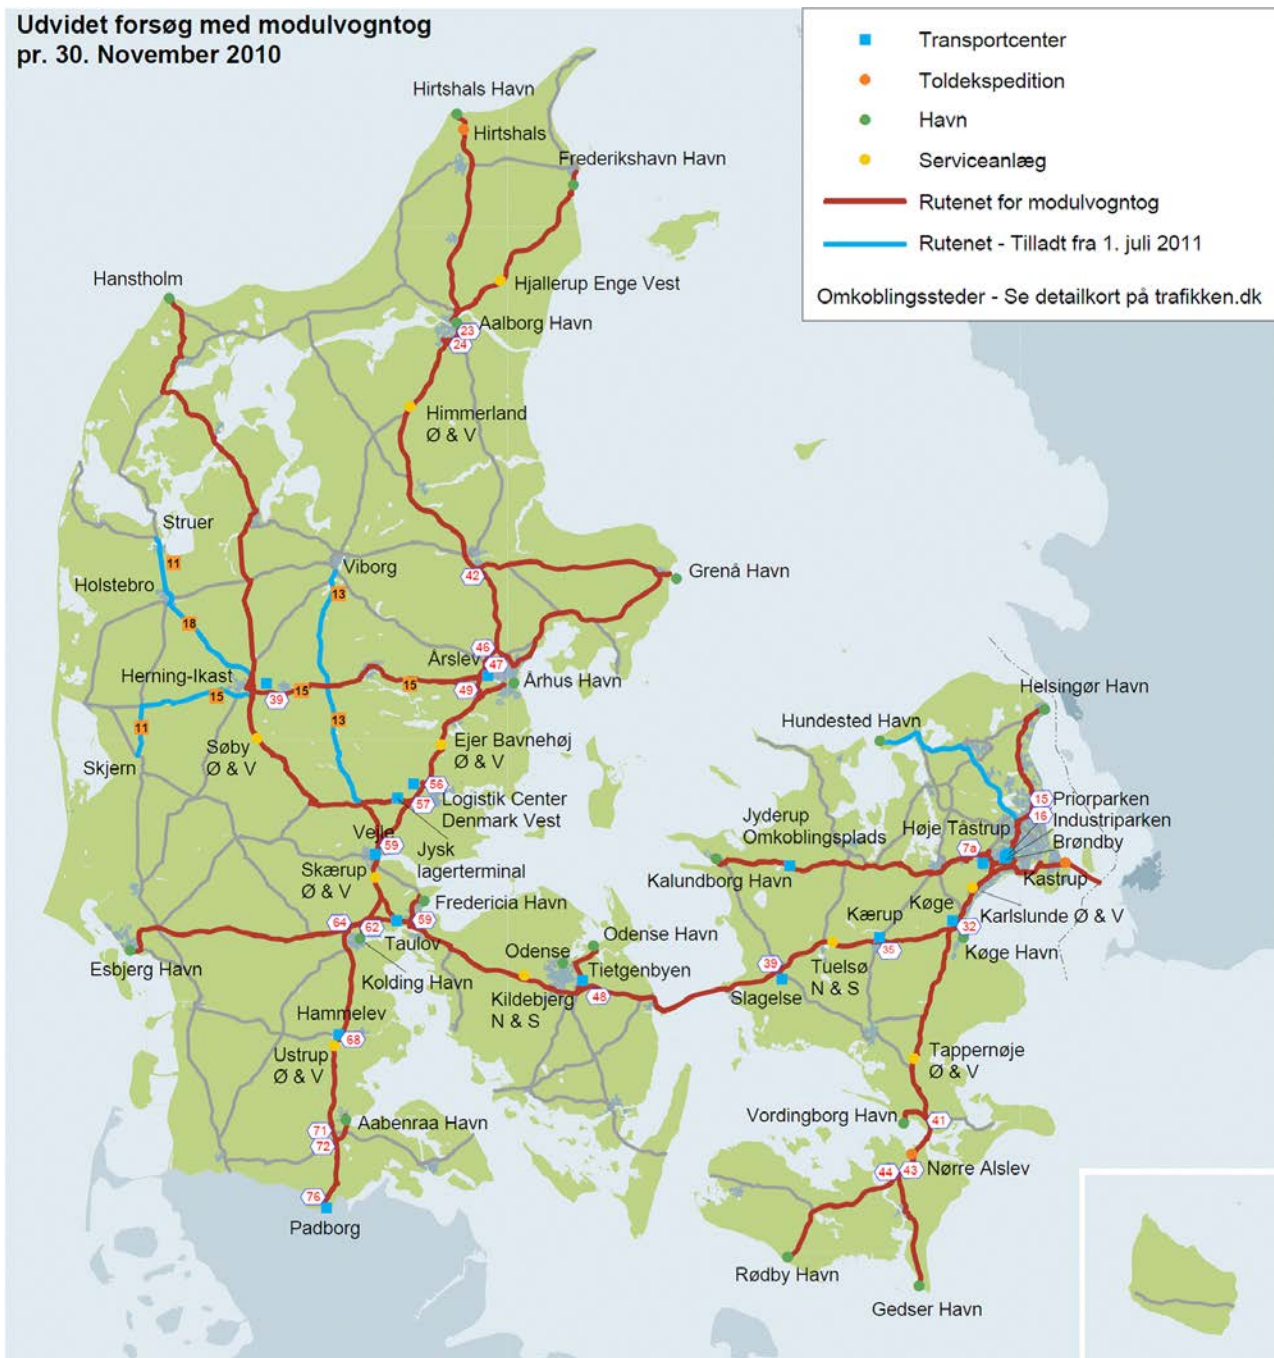 Udvidet forsøg med modulvogntog
pr. 30. November 2010
Transportcenter
Toldekspedition
Havn
Serviceanlæg
Rutenet for modulvogntog
Rutenet - Tilladt fra 1. juli 2011
Omkoblingssteder - Se detailkort på trafikken.dk
Hirtshals Havn
Hirtshals
Frederikshavn Havn
Hanstholm
Hjallerup Enge Vest
Aalborg Havn
23
24
Himmerland
Ø & V
Struer
11
Viborg
42
Grenå Havn
Holstebro
13
18
46
Årslev
47
Herning-Ikast
15
39
15
15
49
Århus Havn
11
13
Skjern
Søby
Ø & V
Ejer Bavnehøj
Ø & V
56
57
Logistik Center
Denmark Vest
Vejle
59
Jysk
lagerterminal
Skærup
Ø & V
Fredericia Havn
64
62
59
Taulov
Esbjerg Havn
Kolding Havn
Odense
Odense Havn
Tietgenbyen
Kildebjerg
N & S
48
Hammelev
68
Ustrup
Ø & V
Aabenraa Havn
71
72
76
Padborg
Helsingør Havn
Hundested Havn
15
16
Priorparken
Industriparken
Brøndby
Jyderup
Omkoblingsplads
Høje Tåstrup
7a
Kalundborg Havn
Kastrup
Køge
Karlslunde Ø & V
Kærup
32
35
Køge Havn
39
Tuelsø
N & S
Slagelse
Tappernøje
Ø & V
Vordingborg Havn
41
44
43
Nørre Alslev
Rødby Havn
Gedser Havn